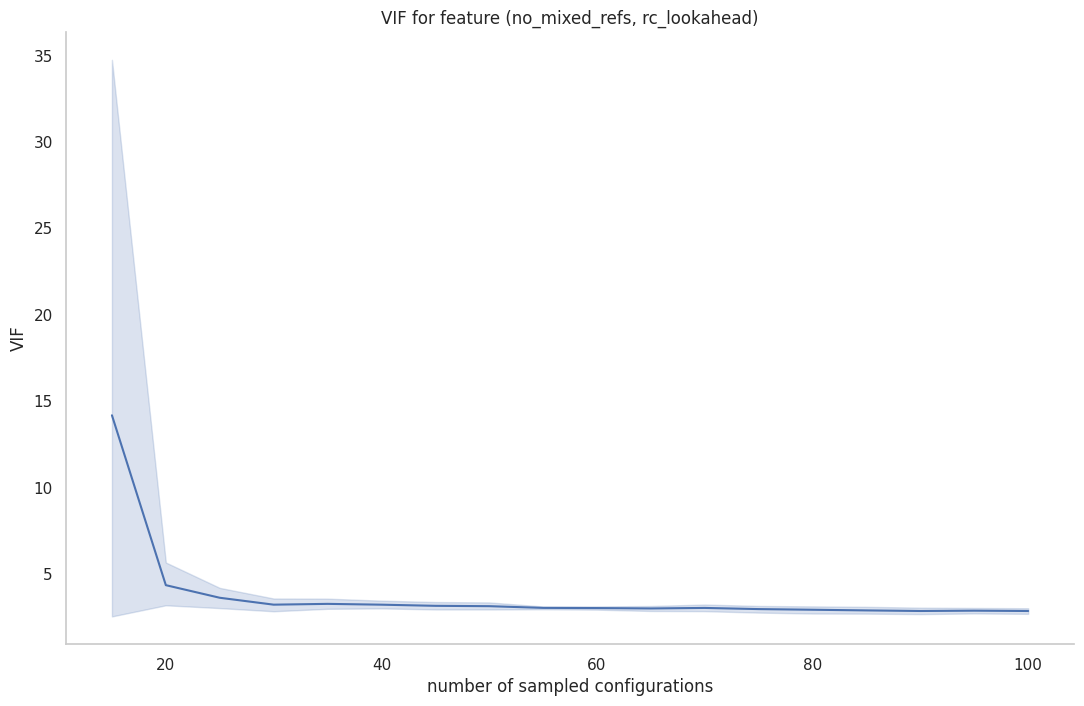 VIF for feature (no_mixed_refs, rc_lookahead)
35
30
25
20
15
10
5
VIF
20 40 60 80 100
number of sampled configurations